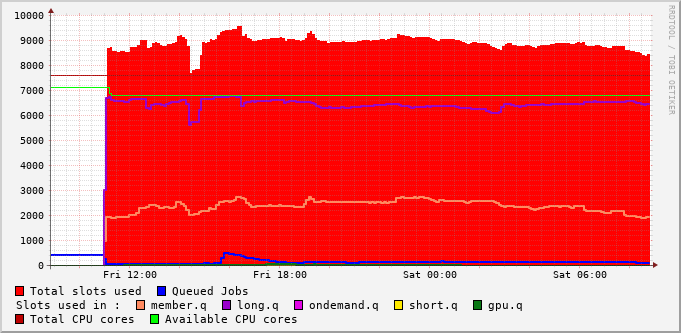 RRDTOOL / TOBI OETIKER
10000
9000
8000
7000
6000
5000
4000
3000
2000
1000
0
Fri 12:00 Fri 18:00 Sat 00:00 Sat 06:00
Total slots used Queued Jobs
Slots used in : member.q long.q ondemand.q short.q gpu.q
Total CPU cores Available CPU cores